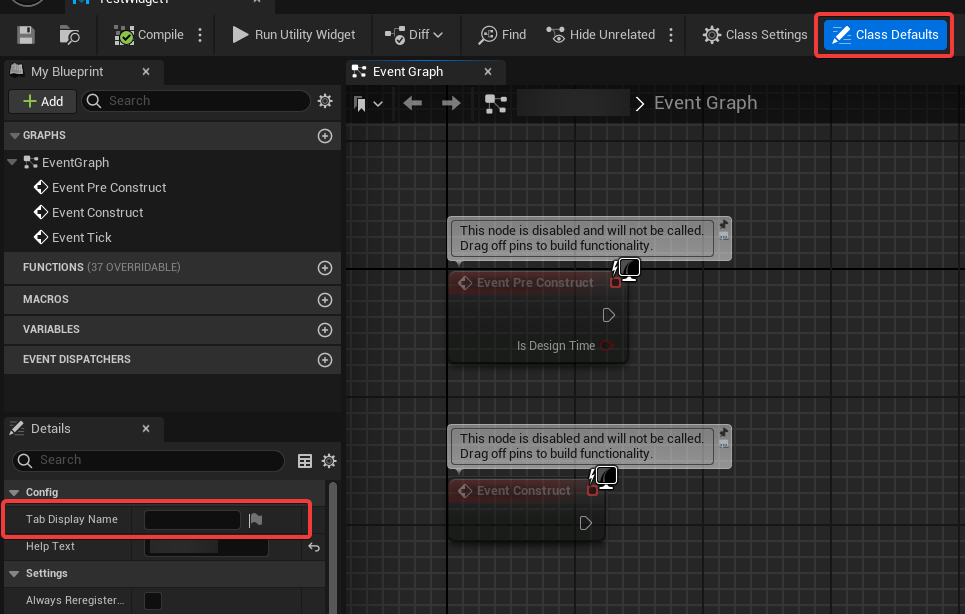 TestWidget1
Compile
Run Utility Widget
Diff
Find
Hide Unrelated
Class Settings
Class Defaults
My Blueprint
Add
Search
GRAPHS
EventGraph
Event Pre Construct
Event Construct
Event Tick
FUNCTIONS (37 OVERRIDABLE)
MACROS
VARIABLES
EVENT DISPATCHERS
Details
Search
Config
Tab Display Name
Help Text
Settings
Always Reregister...
Event Graph
Event Graph
This node is disabled and will not be called.
Drag off pins to build functionality.
Event Pre Construct
Is Design Time
This node is disabled and will not be called.
Drag off pins to build functionality.
Event Construct